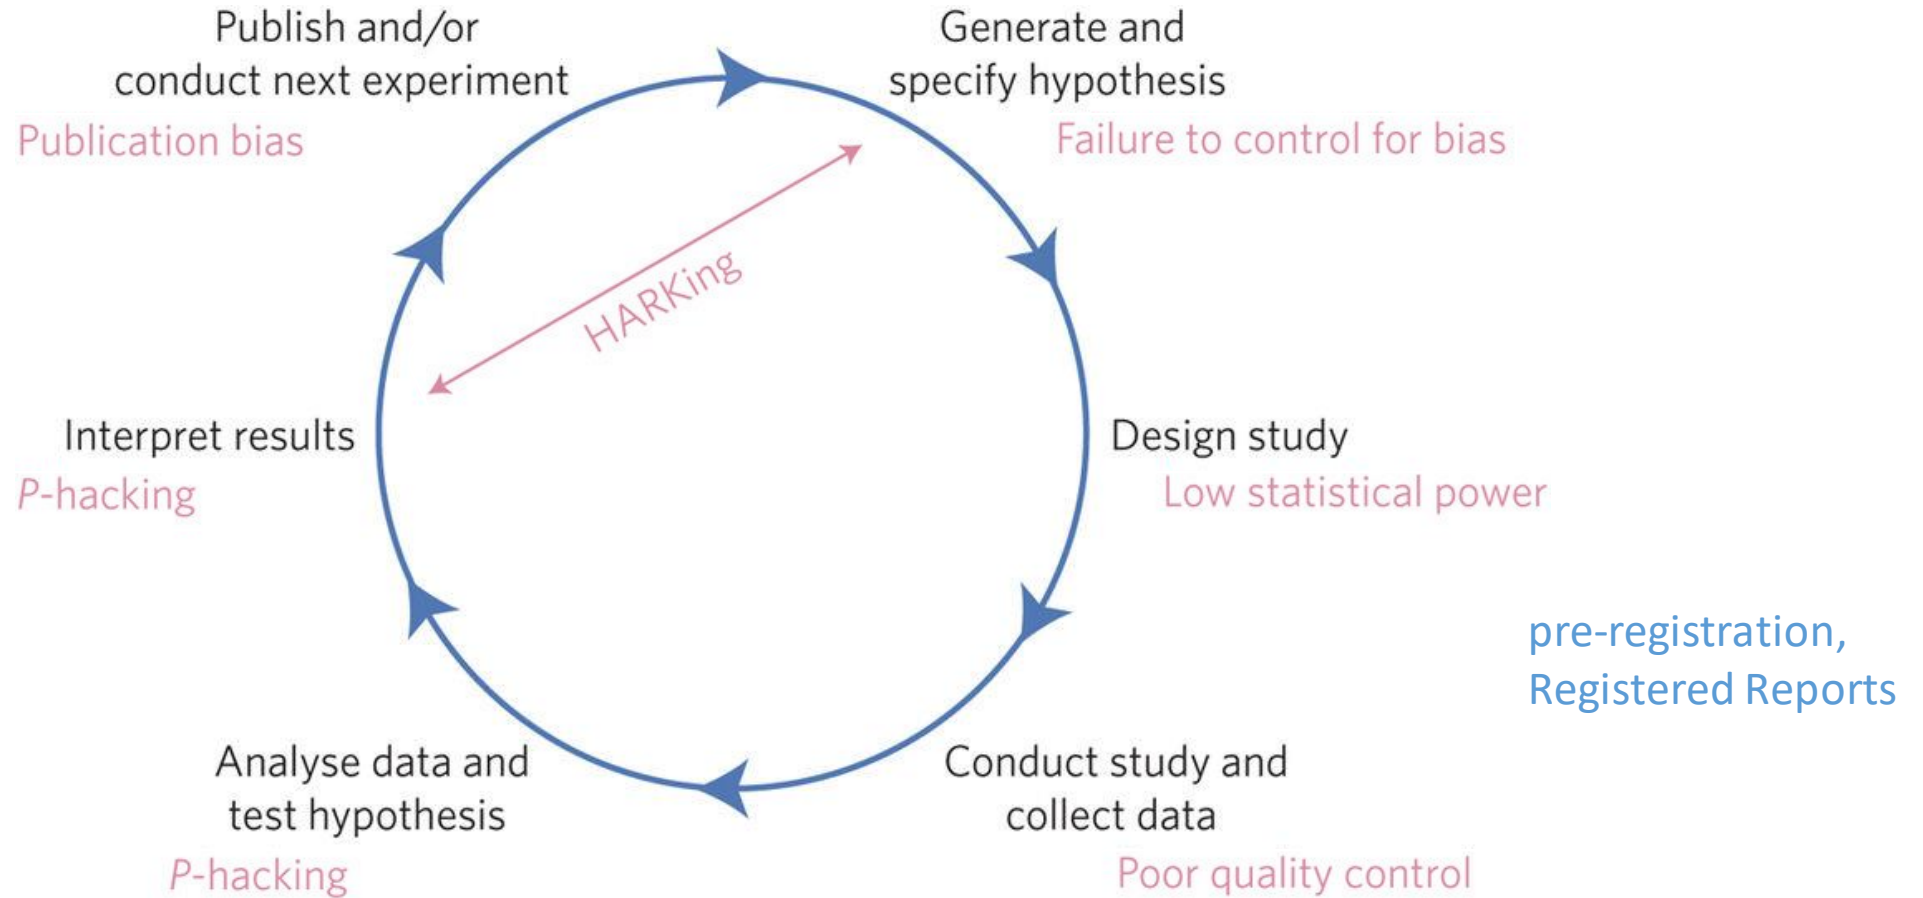 Publish and/or
conduct next experiment
Publication bias
Generate and
specify hypothesis
Failure to control for bias
HARKing
Interpret results
P-hacking
Design study
Low statistical power
pre-registration,
Registered Reports
Analyse data and
test hypothesis
P-hacking
Conduct study and
collect data
Poor quality control